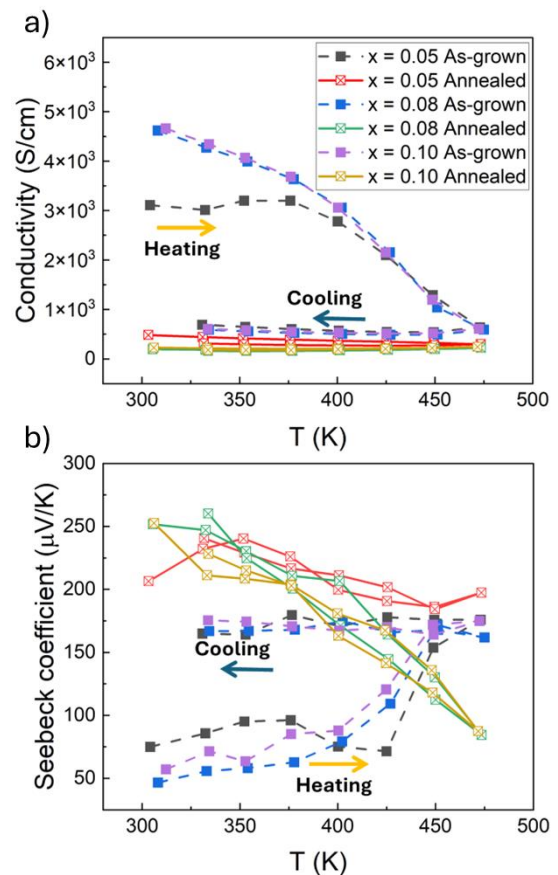 a)
6×10³
5×10³
4×10³
3×10³
2×10³
1×10³
0
Conductivity (S/cm)
x = 0.05 As-grown
x = 0.05 Annealed
x = 0.08 As-grown
x = 0.08 Annealed
x = 0.10 As-grown
x = 0.10 Annealed
Heating
Cooling
300 350 400 450 500
T (K)
b)
300
250
200
150
100
50
Seebeck coefficient (μV/K)
Cooling
Heating
300 350 400 450 500
T (K)